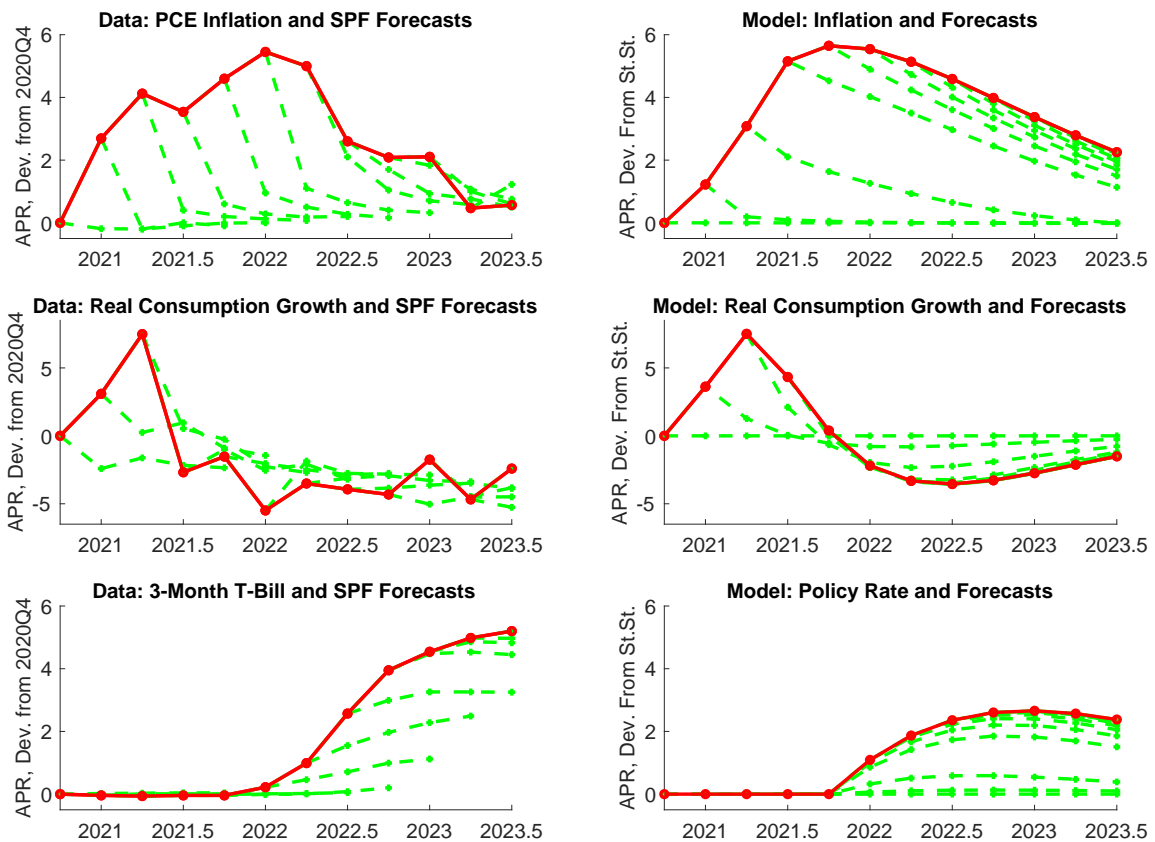 Data: PCE Inflation and SPF Forecasts
APR, Dev. from 2020Q4
6
4
2
0
2021 2021.5 2022 2022.5 2023 2023.5
Model: Inflation and Forecasts
APR, Dev. From St.St.
6
4
2
0
2021 2021.5 2022 2022.5 2023 2023.5
Data: Real Consumption Growth and SPF Forecasts
APR, Dev. from 2020Q4
5
0
-5
2021 2021.5 2022 2022.5 2023 2023.5
Model: Real Consumption Growth and Forecasts
APR, Dev. From St.St.
5
0
-5
2021 2021.5 2022 2022.5 2023 2023.5
Data: 3-Month T-Bill and SPF Forecasts
APR, Dev. from 2020Q4
6
4
2
0
2021 2021.5 2022 2022.5 2023 2023.5
Model: Policy Rate and Forecasts
APR, Dev. From St.St.
6
4
2
0
2021 2021.5 2022 2022.5 2023 2023.5